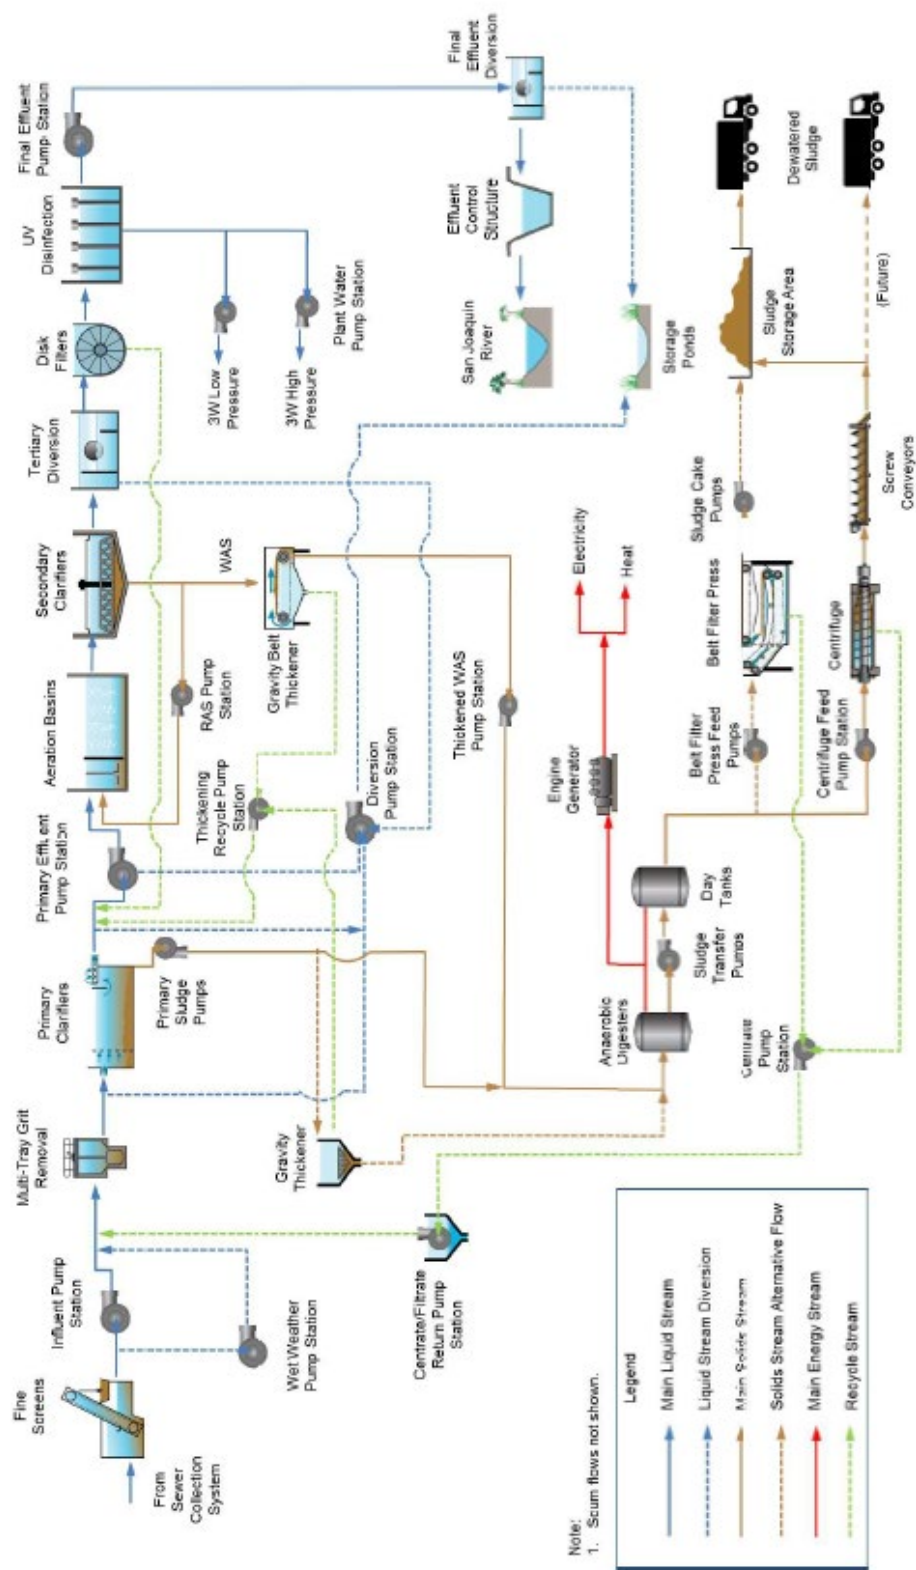 From
Sewer
Collection
System
Fine
Screens
Influent Pump
Station
Wet Weather
Pump Station
Multi-Tray Grit
Removal
Primary
Clarifiers
Primary
Sludge
Pumps
Primary Effluent
Pump Station
Aeration Basins
RAS Pump
Station
Secondary
Clarifiers
WAS
Tertiary
Diversion
Disk
Filters
UV
Disinfection
Final Effluent
Pump Station
3W Low
Pressure
3W High
Pressure
Plant Water
Pump Station
Final
Effluent
Diversion
Effluent
Control
Structure
San Joaquin
River
Storage
Ponds
Centrate/Filtrate
Return Pump
Station
Gravity
Thickener
Thickening
Recycle Pump
Station
Gravity Belt
Thickener
Diversion
Pump Station
Thickened WAS
Pump Station
Anaerobic
Digesters
Sludge
Transfer
Pumps
Day
Tanks
Engine
Generator
Electricity
Heat
Belt Filter
Press Feed
Pumps
Belt Filter Press
Sludge Cake
Pumps
Sludge
Storage Area
Dewatered
Sludge
Centrate
Pump
Station
Centrifuge Feed
Pump Station
Centrifuge
Screw
Conveyors
(Future)
Note:
1. Scum flows not shown.
Legend
Main Liquid Stream
Liquid Stream Diversion
Main Solids Stream
Solids Stream Alternative Flow
Main Energy Stream
Recycle Stream